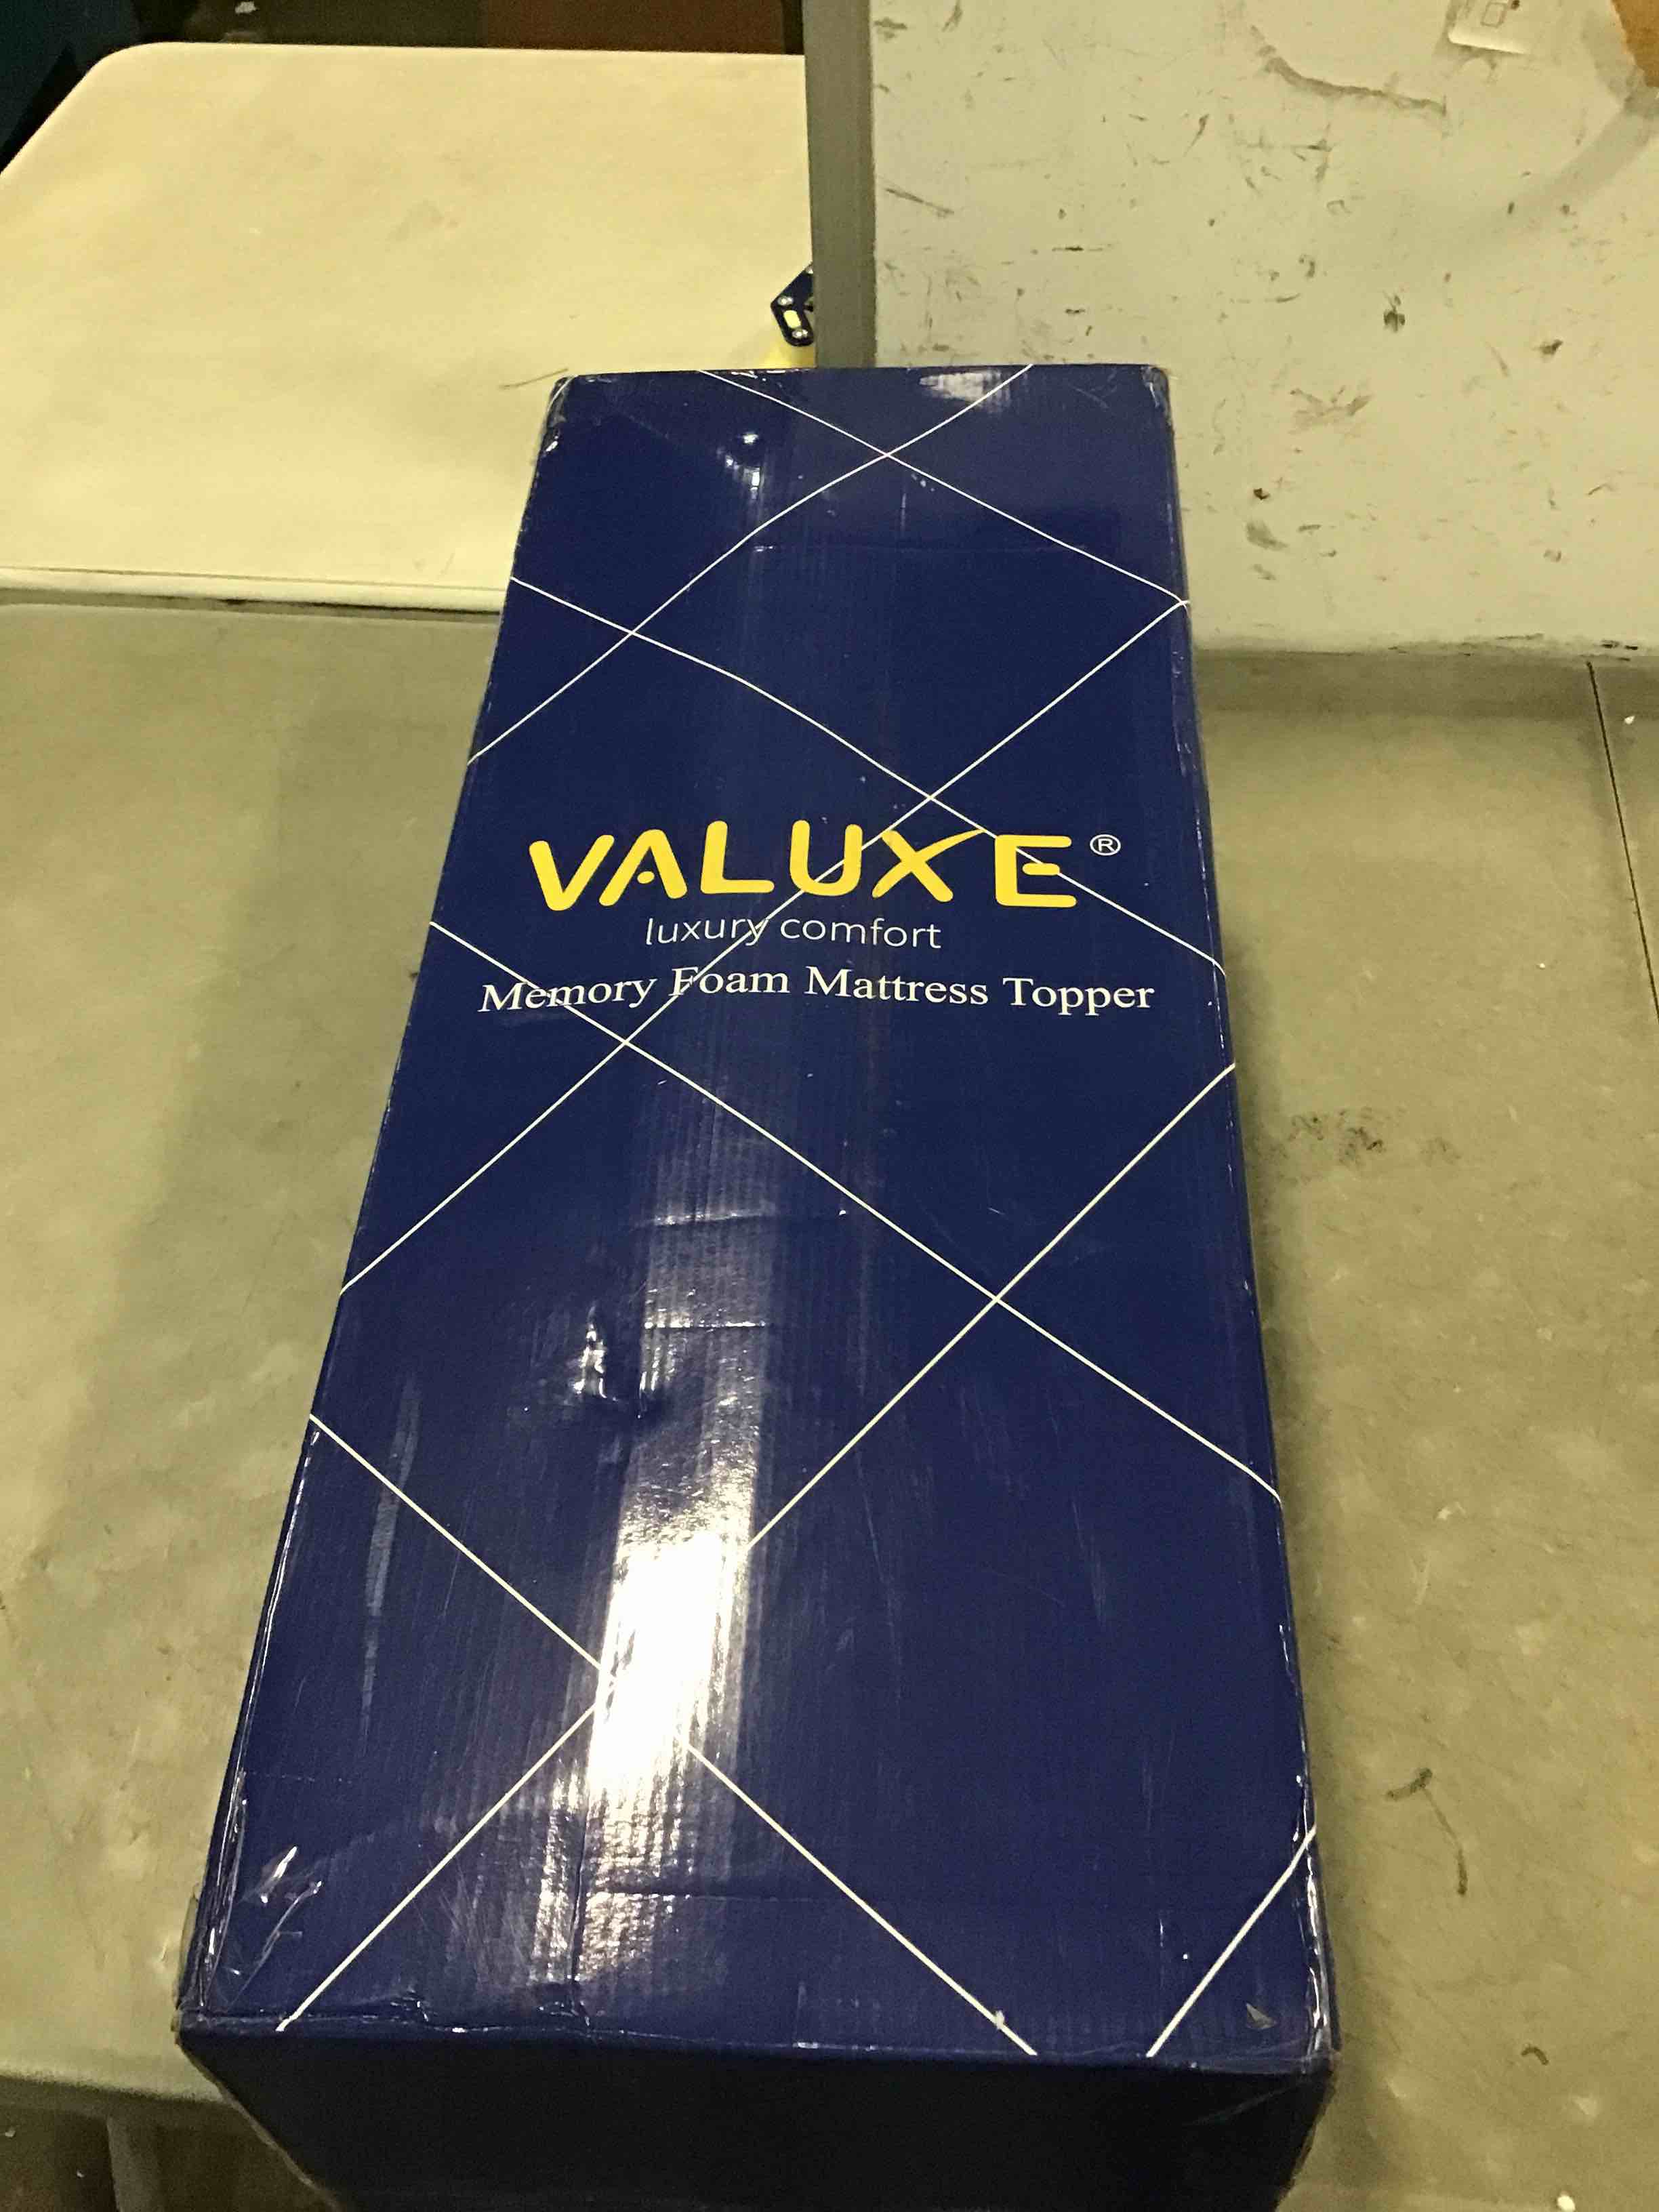 VALUXE®
luxury comfort
Memory Foam Mattress Topper